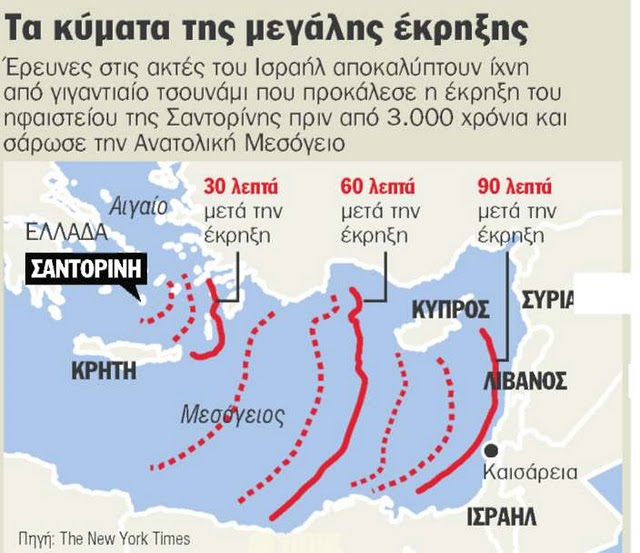 Τα κύματα της μεγάλης έκρηξης
Έρευνες στις ακτές του Ισραήλ αποκαλύπτουν ίχνη
από γιγαντιαίο τσουνάμι που προκάλεσε η έκρηξη του
ηφαιστείου της Σαντορίνης πριν από 3.000 χρόνια και
σάρωσε την Ανατολική Μεσόγειο
30 λεπτά
μετά την
έκρηξη
60 λεπτά
μετά την
έκρηξη
90 λεπτά
μετά την
έκρηξη
Αιγαίο
ΕΛΛΑΔΑ
ΣΑΝΤΟΡΙΝΗ
ΚΡΗΤΗ
Μεσόγειος
ΚΥΠΡΟΣ
ΣΥΡΙΑ
ΛΙΒΑΝΟΣ
Καισάρεια
ΙΣΡΑΗΛ
Πηγή: The New York Times